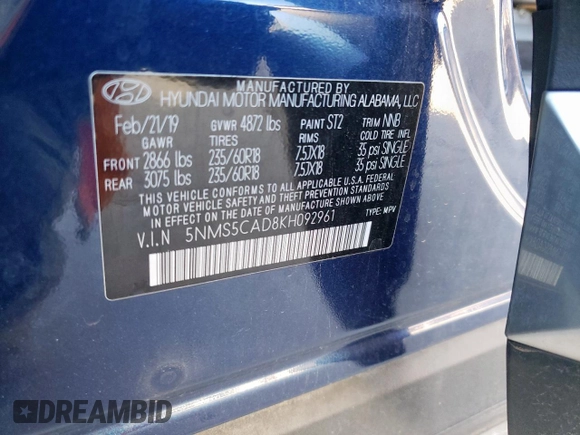 MANUFACTURED BY
HYUNDAI MOTOR MANUFACTURING ALABAMA, LLC
Feb/21/19 GVWR 4872 lbs PAINT ST2 TRIM NNB
GAWR TIRES RIMS COLD TIRE INFL
FRONT 2866 lbs 235/60R18 7.5JX18 35 psi SINGLE
REAR 3075 lbs 235/60R18 7.5JX18 35 psi SINGLE
THIS VEHICLE CONFORMS TO ALL APPLICABLE U.S.A. FEDERAL
MOTOR VEHICLE SAFETY AND THEFT PREVENTION STANDARDS
IN EFFECT ON THE DATE OF MANUFACTURE SHOWN ABOVE.
V.I.N 5NMS5CAD8KH092961 TYPE: MPV
DREAMBID